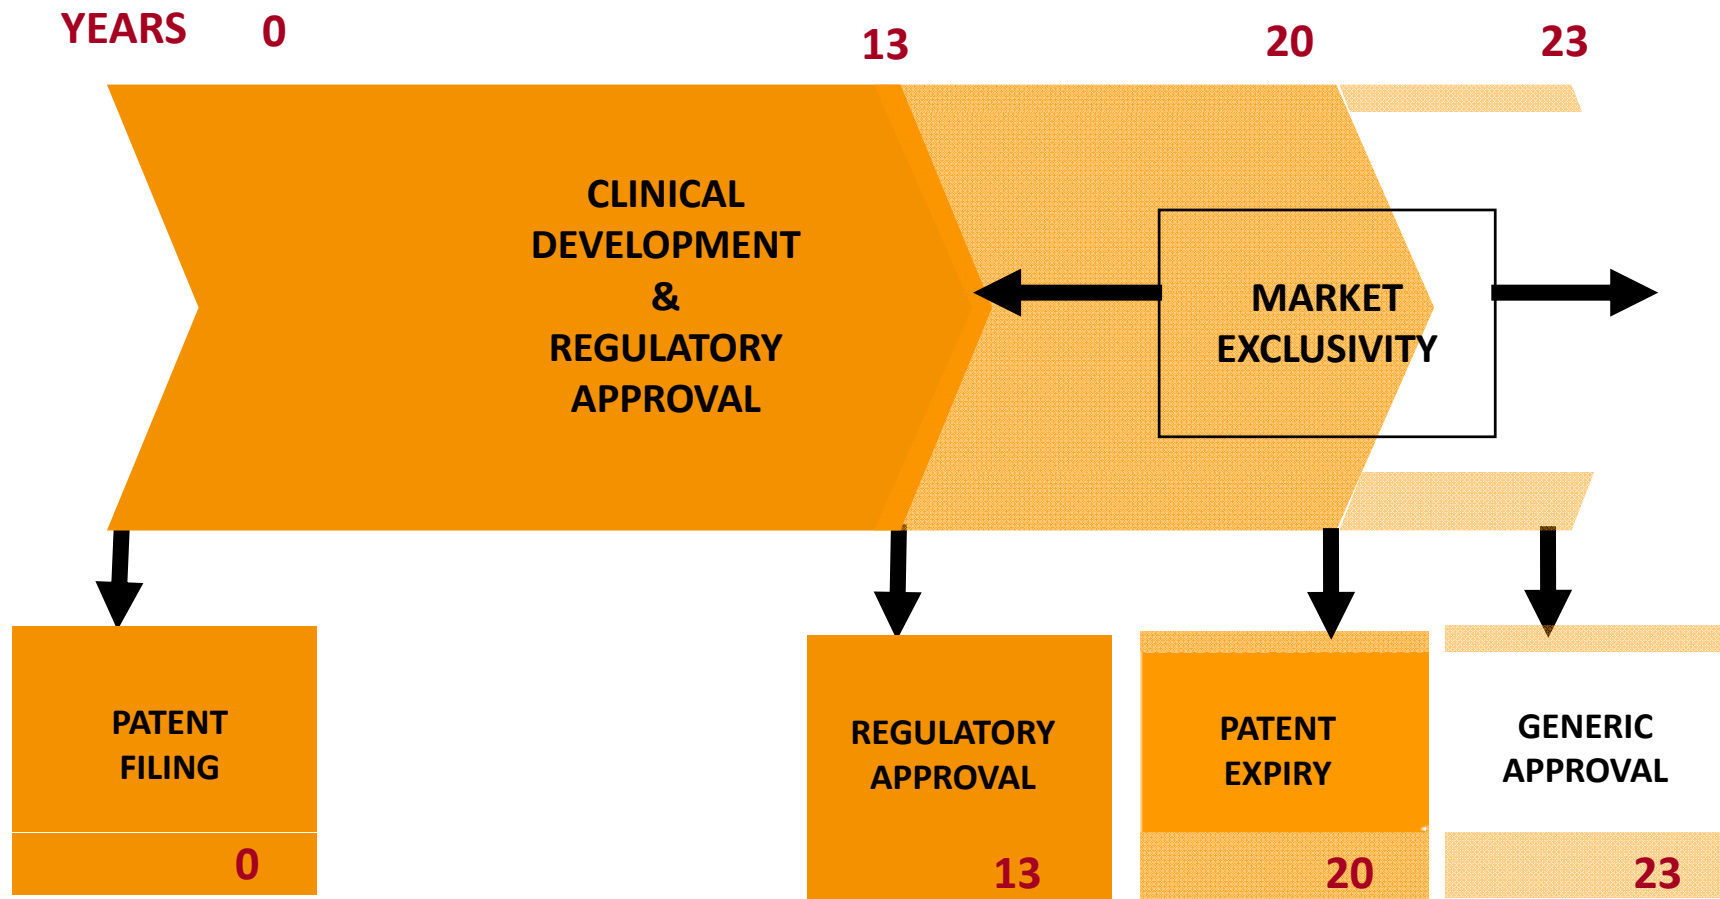 YEARS 0 13 20 23
CLINICAL
DEVELOPMENT
&
REGULATORY
APPROVAL
MARKET
EXCLUSIVITY
PATENT
FILING
0
REGULATORY
APPROVAL
13
PATENT
EXPIRY
20
GENERIC
APPROVAL
23